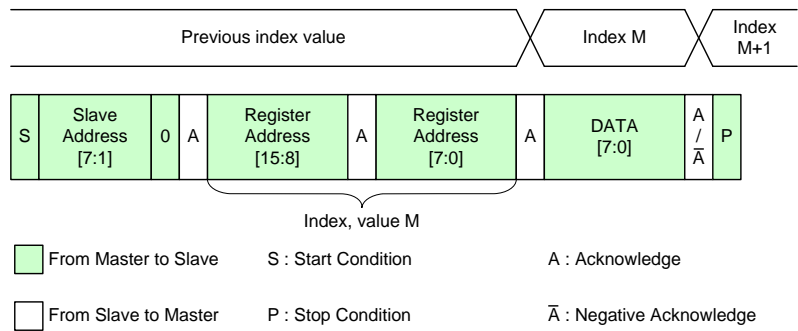 Previous index value
Index M
Index
M+1
S
Slave
Address
[7:1]
0
A
Register
Address
[15:8]
A
Register
Address
[7:0]
A
DATA
[7:0]
A
/
A̅
P
Index, value M
From Master to Slave
S : Start Condition
A : Acknowledge
From Slave to Master
P : Stop Condition
A̅ : Negative Acknowledge